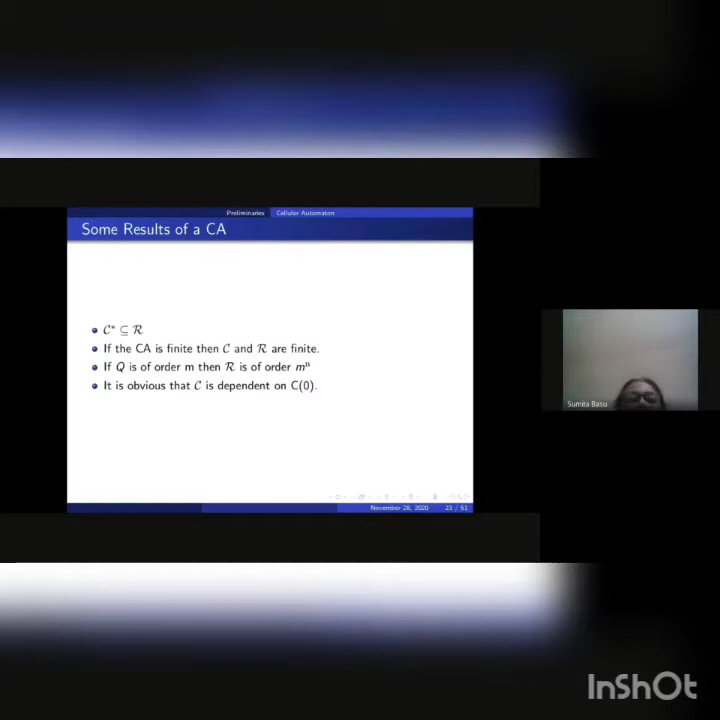 Preliminaries Cellular Automaton
Some Results of a CA
C* ⊆ R
If the CA is finite then C and R are finite.
If Q is of order m then R is of order mⁿ
It is obvious that C is dependent on C(0).
Sumita Basu
November 28, 2020 23 / 51
InShOt